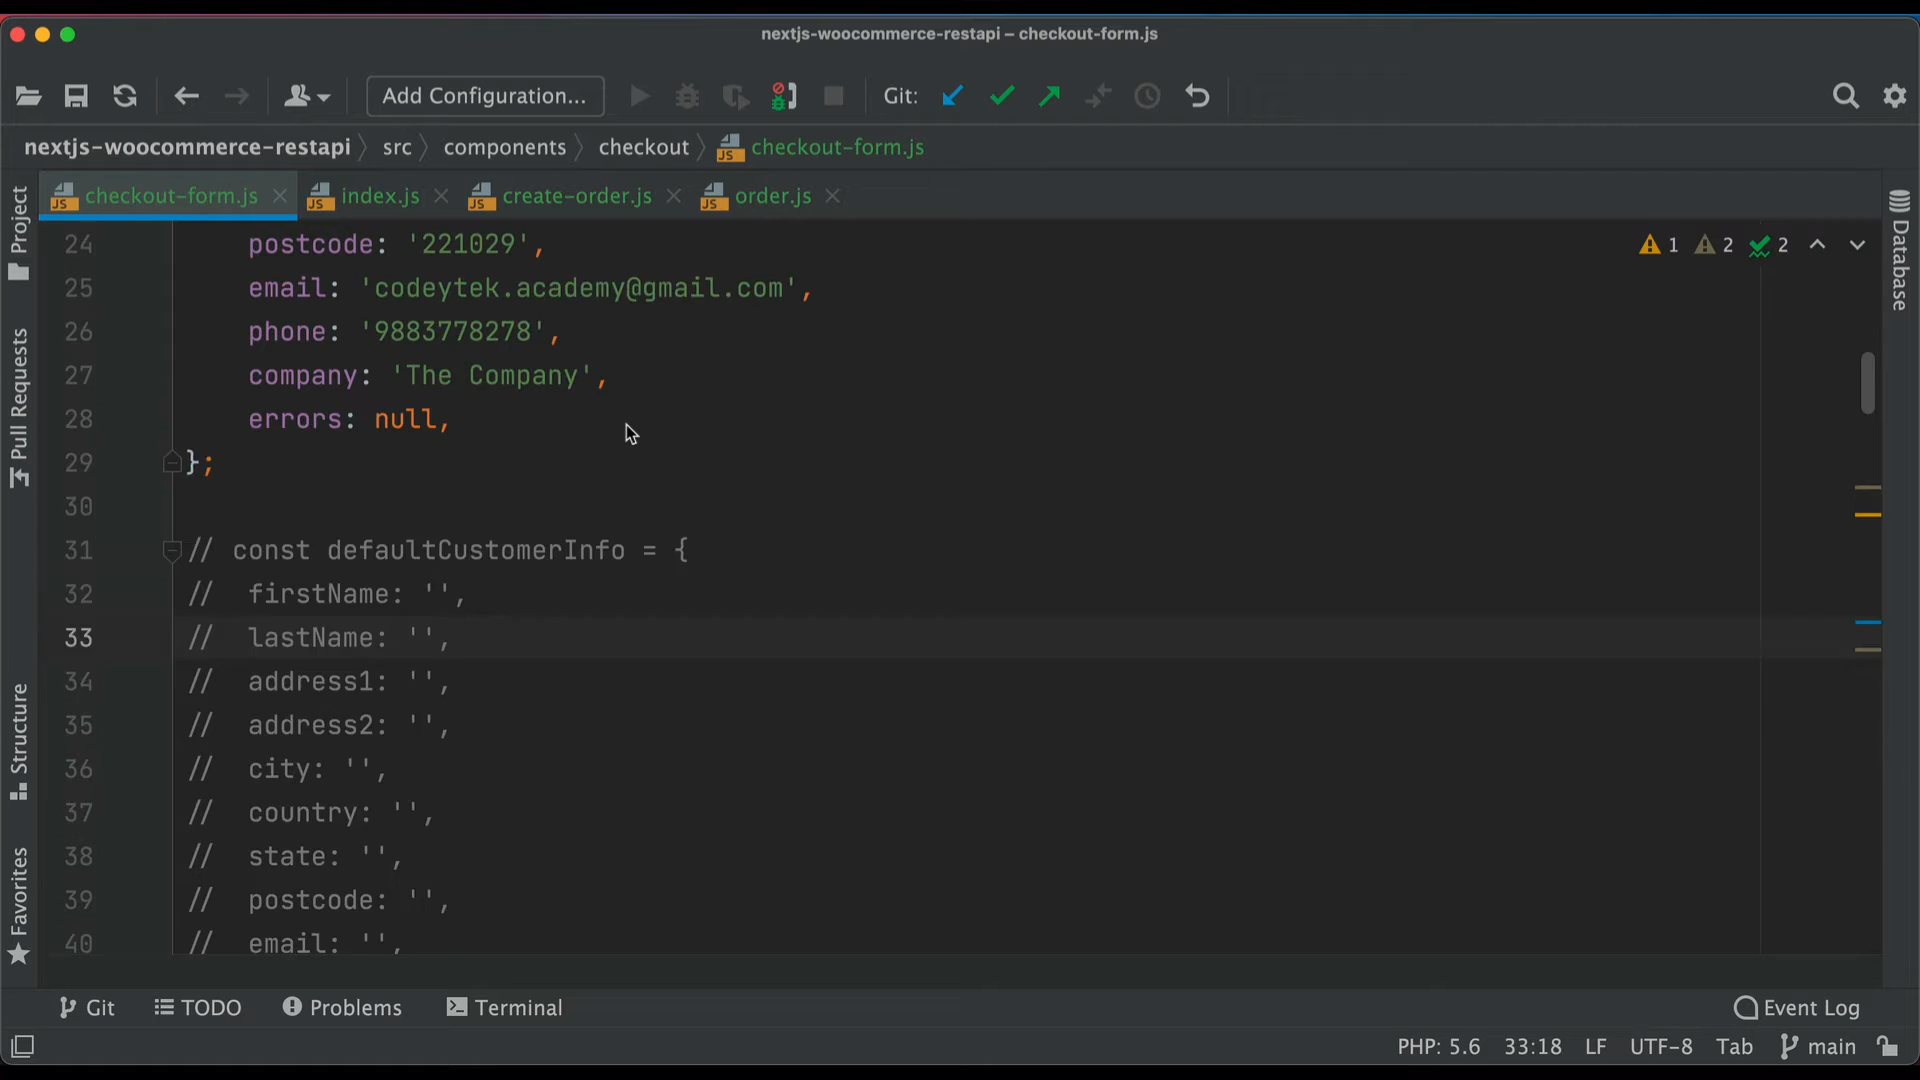 nextjs-woocommerce-restapi – checkout-form.js
Add Configuration...
Git:
nextjs-woocommerce-restapi 〉 src 〉 components 〉 checkout 〉 JS checkout-form.js
JS checkout-form.js JS index.js JS create-order.js JS order.js
Project
Pull Requests
Structure
Favorites
Database
1 2 2
24 postcode: '221029',
25 email: 'codeytek.academy@gmail.com',
26 phone: '9883778278',
27 company: 'The Company',
28 errors: null,
29 };
30
31 // const defaultCustomerInfo = {
32 // firstName: '',
33 // lastName: '',
34 // address1: '',
35 // address2: '',
36 // city: '',
37 // country: '',
38 // state: '',
39 // postcode: '',
40 // email: '',
Git TODO Problems Terminal Event Log
PHP: 5.6 33:18 LF UTF-8 Tab main